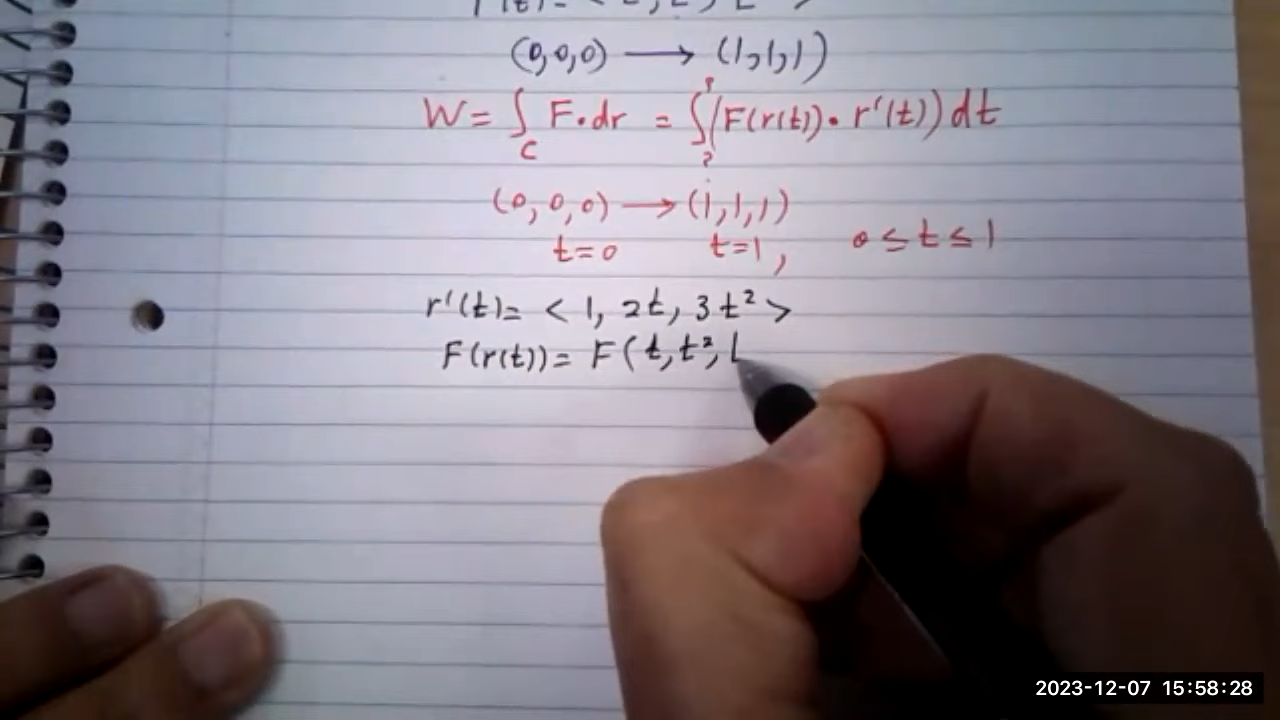 (0,0,0) ⟶ (1,1,1)
W = ∫_C F·dr = ∫_?^? (F(r(t))·r'(t)) dt
(0,0,0) ⟶ (1,1,1)
t=0 t=1, 0 ≤ t ≤ 1
r'(t) = < 1, 2t, 3t² >
F(r(t)) = F(t, t²,
2023-12-07 15:58:28